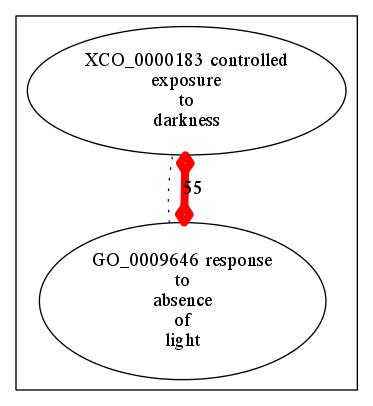 XCO_0000183 controlled
exposure
to
darkness
55
GO_0009646 response
to
absence
of
light